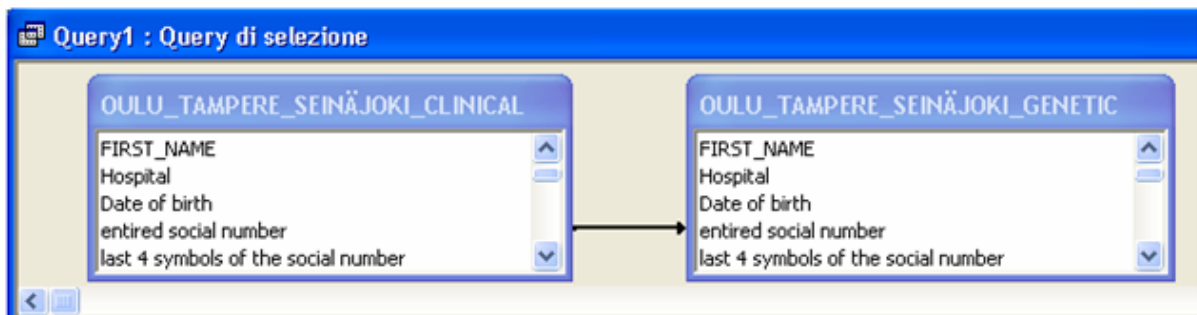 Query1 : Query di selezione
OULU_TAMPERE_SEINÄJOKI_CLINICAL
FIRST_NAME
Hospital
Date of birth
entired social number
last 4 symbols of the social number
OULU_TAMPERE_SEINÄJOKI_GENETIC
FIRST_NAME
Hospital
Date of birth
entired social number
last 4 symbols of the social number